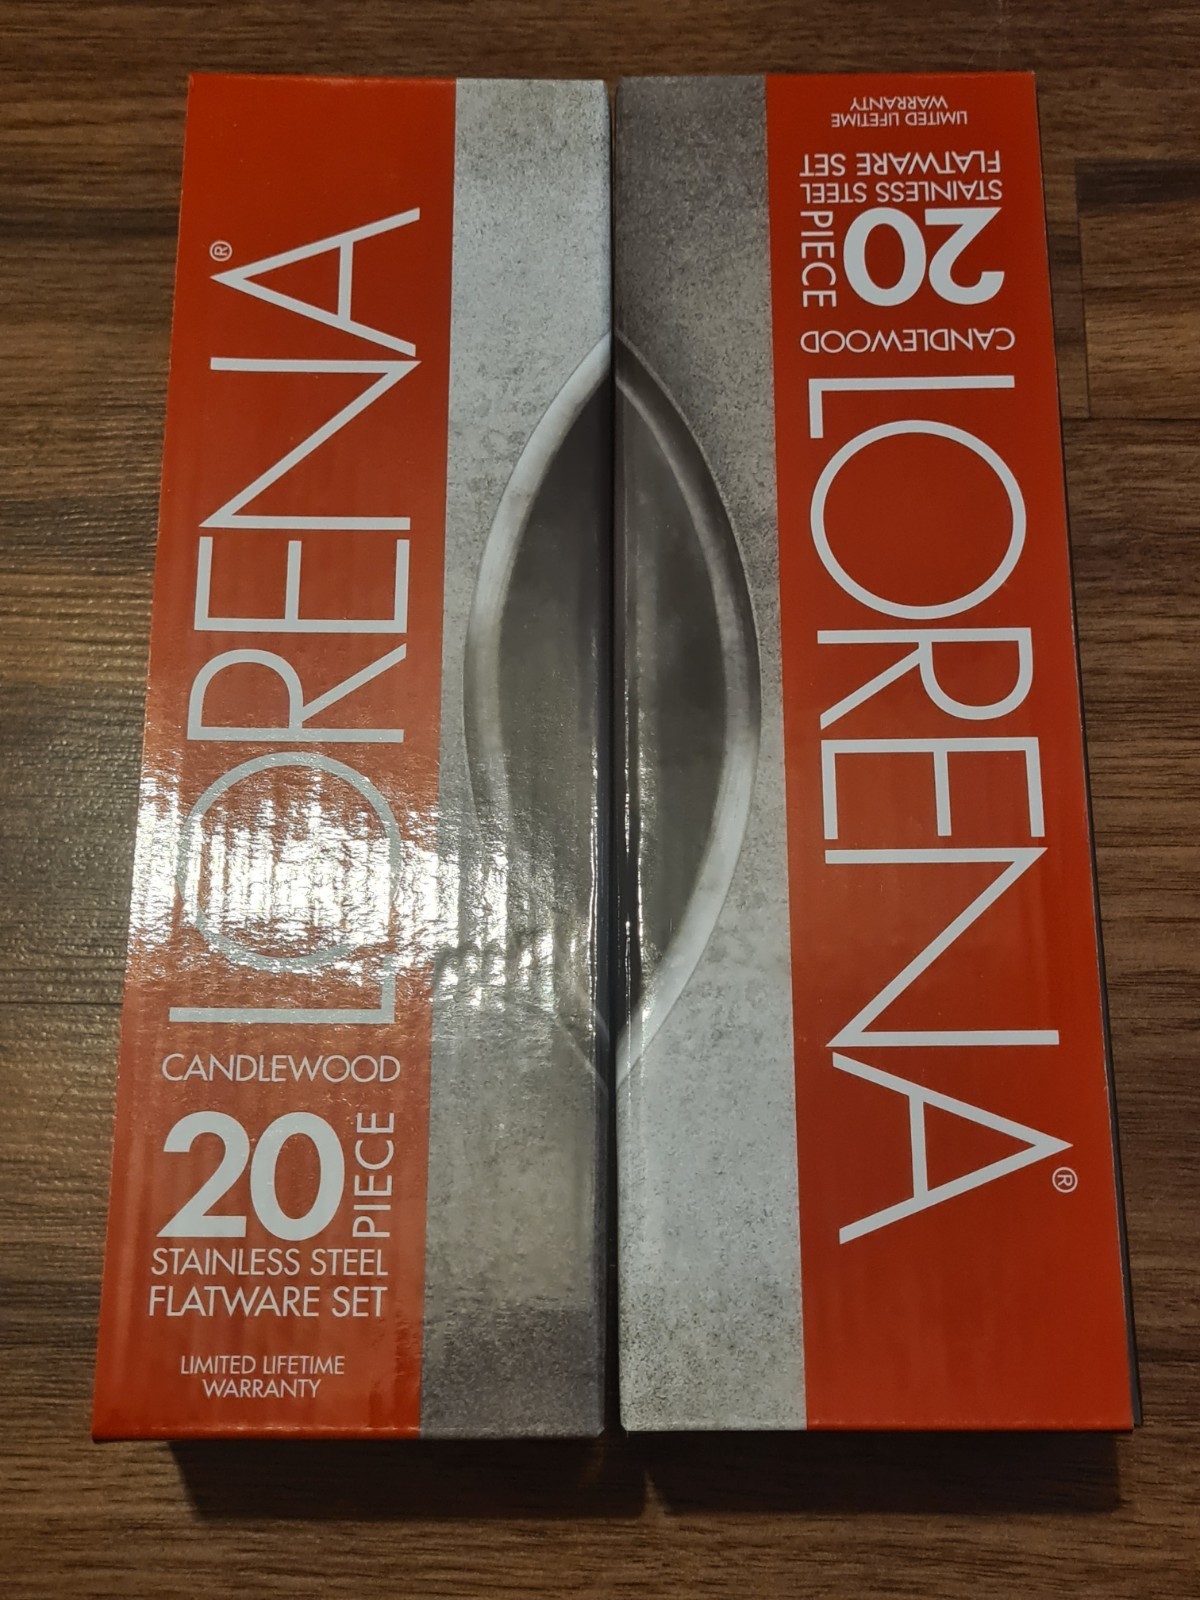 LORENA®
CANDLEWOOD
20
PIECE
STAINLESS STEEL
FLATWARE SET
LIMITED LIFETIME
WARRANTY
LORENA®
CANDLEWOOD
20
PIECE
STAINLESS STEEL
FLATWARE SET
LIMITED LIFETIME
WARRANTY